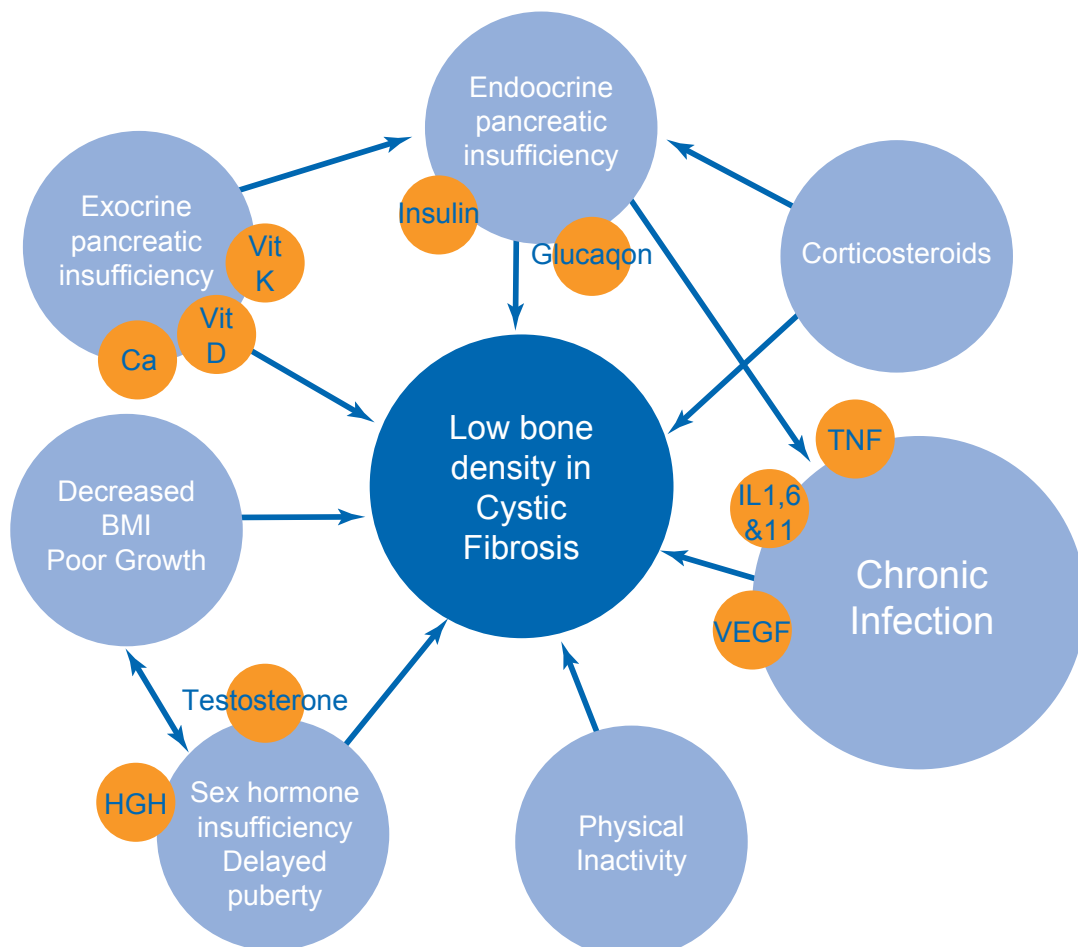 Endoocrine
pancreatic
insufficiency
Insulin
Glucaqon
Exocrine
pancreatic
insufficiency
Vit
K
Vit
D
Ca
Corticosteroids
Low bone
density in
Cystic
Fibrosis
TNF
IL1,6
&11
VEGF
Chronic
Infection
Decreased
BMI
Poor Growth
Testosterone
HGH
Sex hormone
insufficiency
Delayed
puberty
Physical
Inactivity